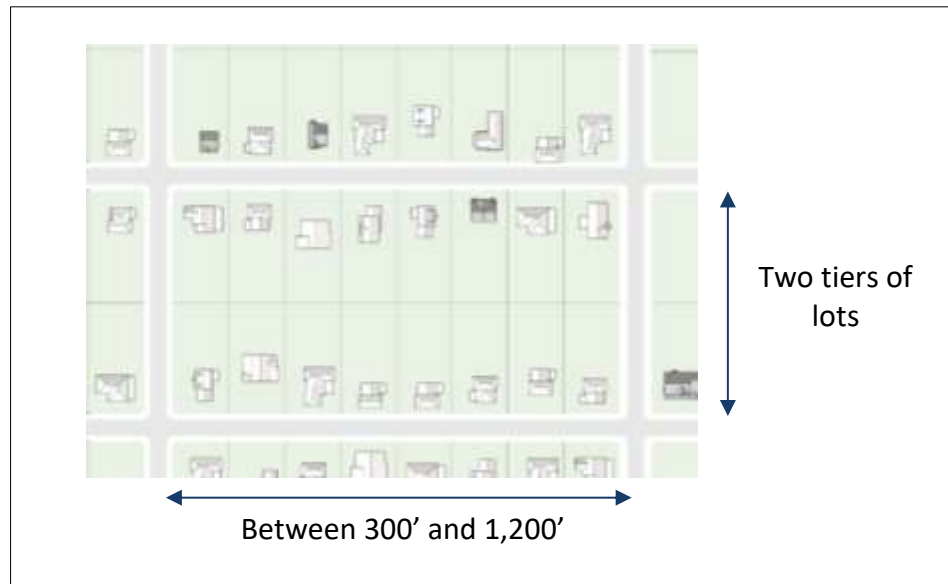 Two tiers of
lots
Between 300’ and 1,200’